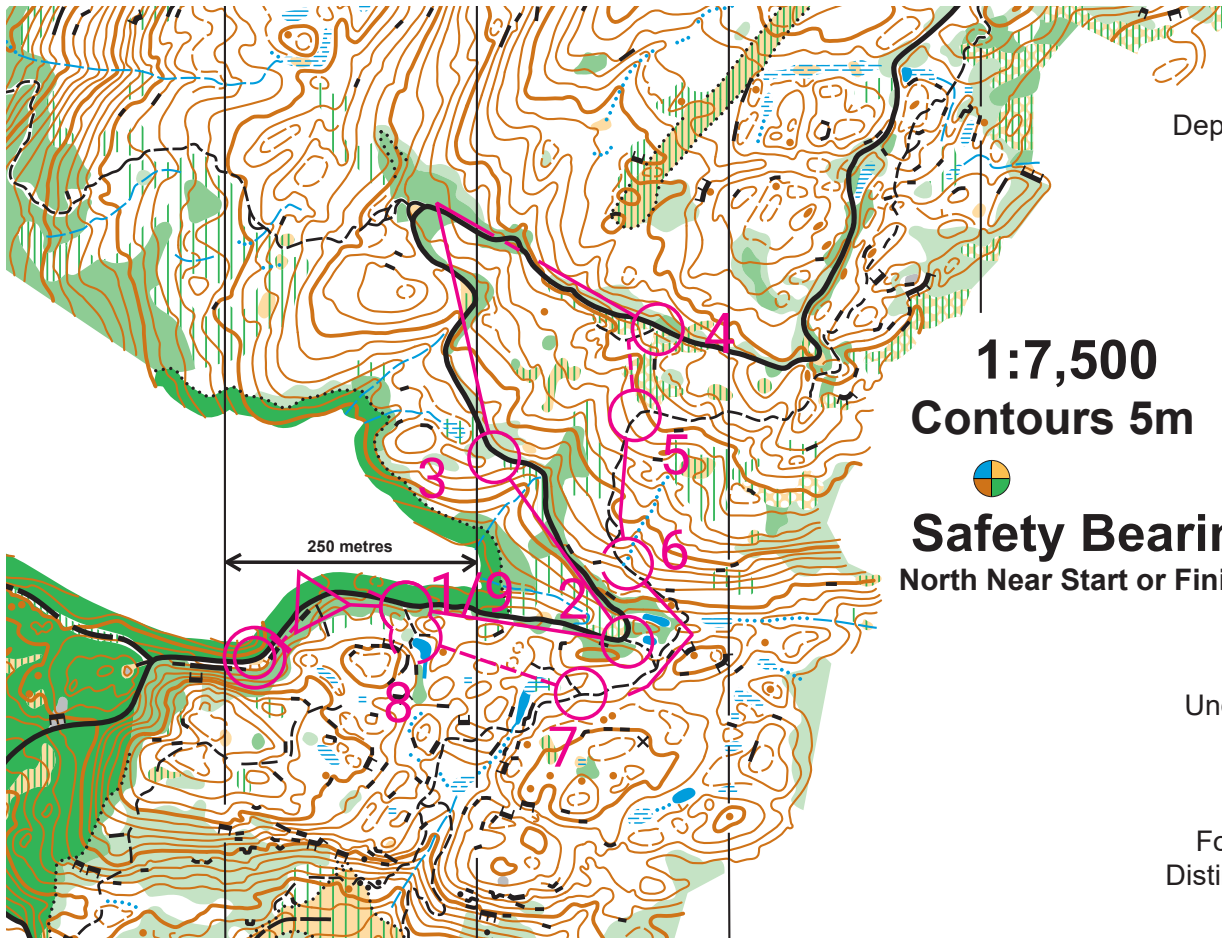 Dep
1:7,500
Contours 5m
Safety Bearin
North Near Start or Fini
Und
Fo
Disti
250 metres
1/9
2
3
4
5
6
7
8